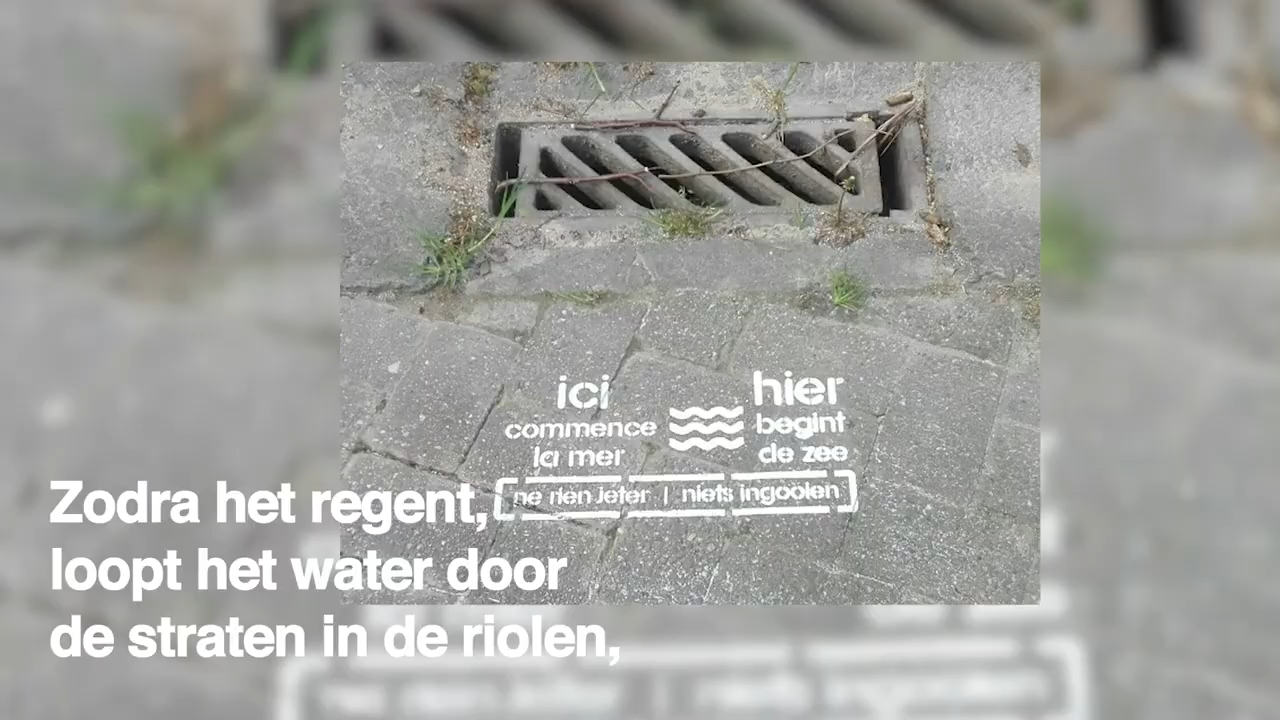 ici
commence
la mer
hier
begint
de zee
ne rien jeter | niets ingooien
Zodra het regent,
loopt het water door
de straten in de riolen,